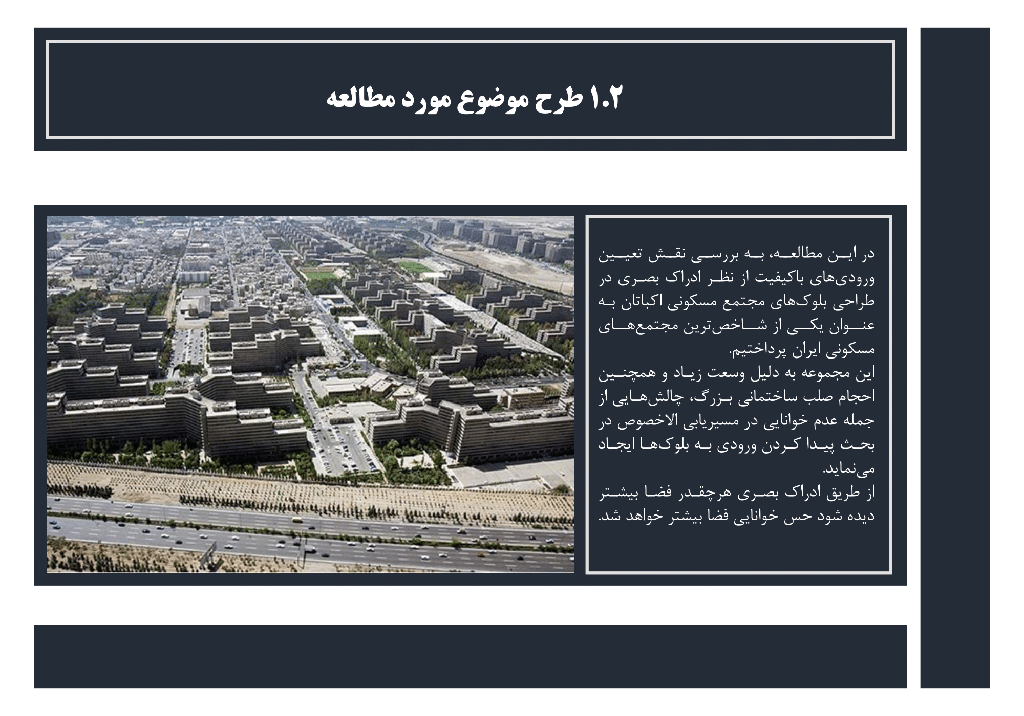 ۱.۲ طرح موضوع مورد مطالعه
در این مطالعه، به بررسی نقش تعیین
ورودی‌های باکیفیت از نظر ادراک بصری در
طراحی بلوک‌های مجتمع مسکونی اکباتان به
عنوان یکی از شاخص‌ترین مجتمع‌های
مسکونی ایران پرداختیم.
این مجموعه به دلیل وسعت زیاد و همچنین
احجام صلب ساختمانی بزرگ، چالش‌هایی از
جمله عدم خوانایی در مسیریابی الاخصوص در
بحث پیدا کردن ورودی به بلوک‌ها ایجاد
می‌نماید.
از طریق ادراک بصری هرچقدر فضا بیشتر
دیده شود حس خوانایی فضا بیشتر خواهد شد.